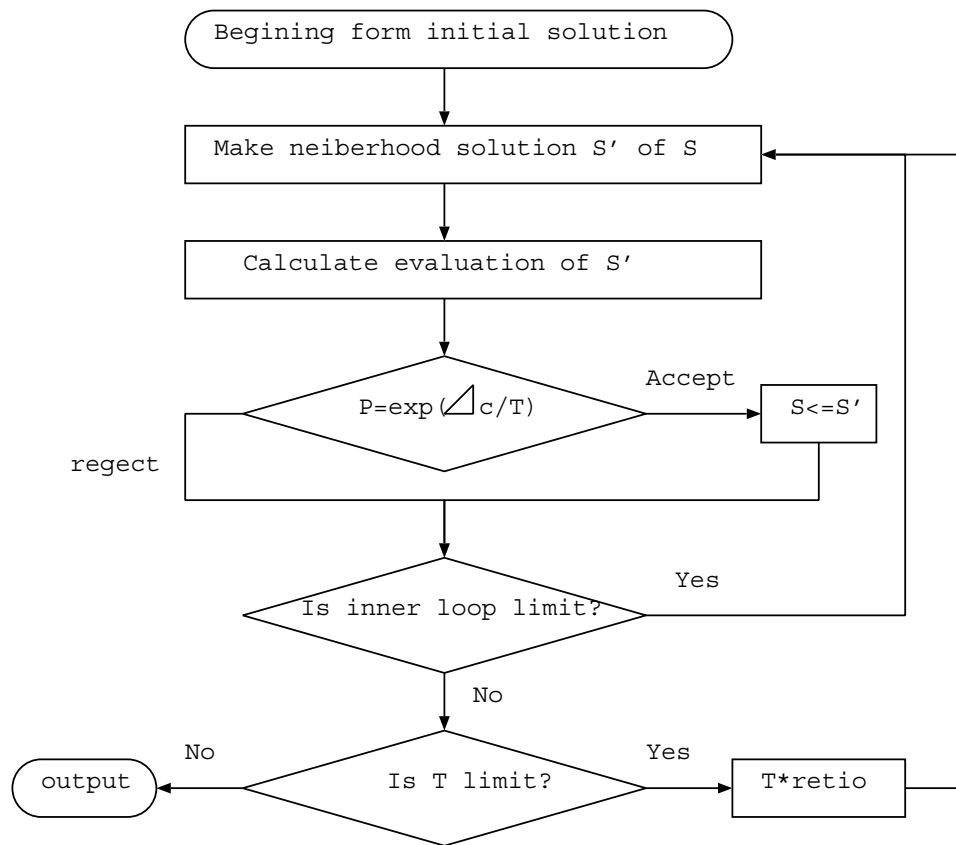 Begining form initial solution
Make neiberhood solution S' of S
Calculate evaluation of S'
P=exp(⊿c/T)
Accept
S<=S'
regect
Is inner loop limit?
Yes
No
Is T limit?
No
Yes
output
T*retio